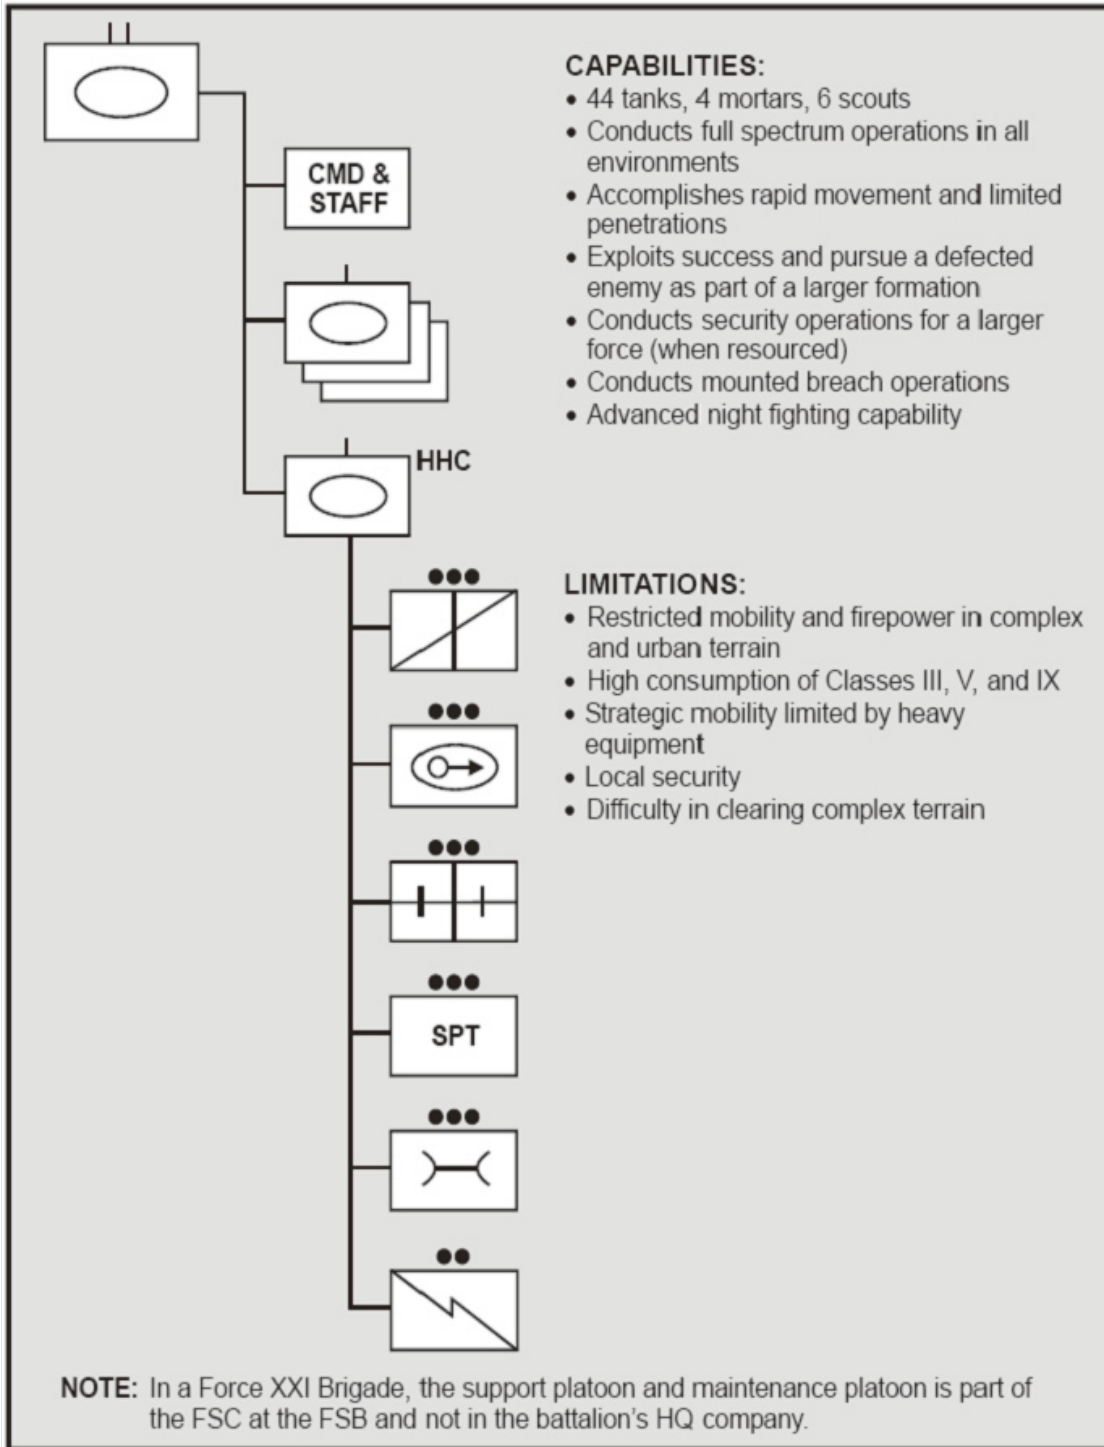 CMD &
STAFF
HHC
SPT
CAPABILITIES:
• 44 tanks, 4 mortars, 6 scouts
• Conducts full spectrum operations in all
environments
• Accomplishes rapid movement and limited
penetrations
• Exploits success and pursue a defected
enemy as part of a larger formation
• Conducts security operations for a larger
force (when resourced)
• Conducts mounted breach operations
• Advanced night fighting capability
LIMITATIONS:
• Restricted mobility and firepower in complex
and urban terrain
• High consumption of Classes III, V, and IX
• Strategic mobility limited by heavy
equipment
• Local security
• Difficulty in clearing complex terrain
NOTE: In a Force XXI Brigade, the support platoon and maintenance platoon is part of
the FSC at the FSB and not in the battalion's HQ company.